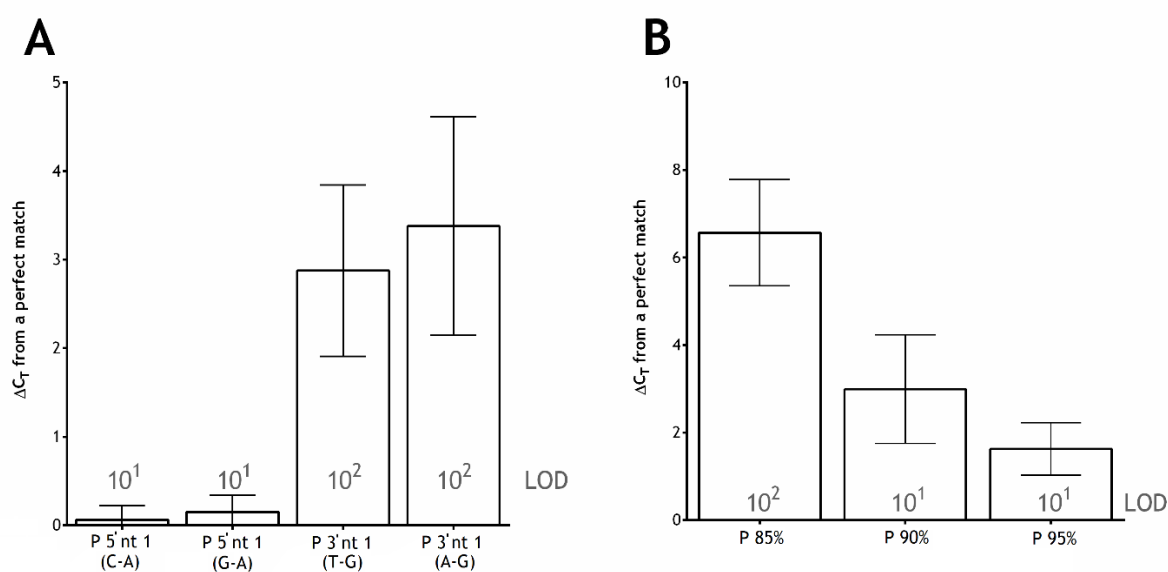 A
ΔC_T from a perfect match
5
4
3
2
1
0
10¹
10¹
10²
10²
LOD
P 5'nt 1
(C-A)
P 5'nt 1
(G-A)
P 3'nt 1
(T-G)
P 3'nt 1
(A-G)
B
ΔC_T from a perfect match
10
8
6
4
2
0
10²
10¹
10¹
LOD
P 85%
P 90%
P 95%